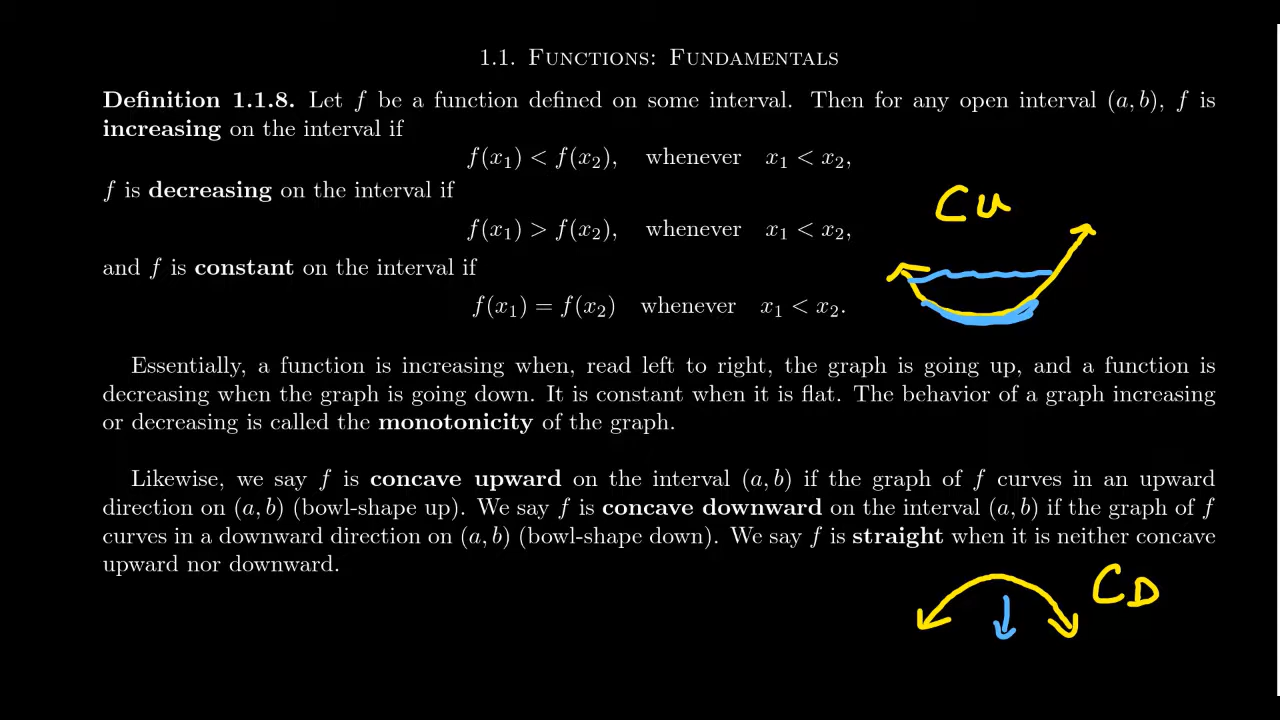 1.1. Functions: Fundamentals
Definition 1.1.8. Let f be a function defined on some interval. Then for any open interval (a, b), f is
increasing on the interval if
f(x₁) < f(x₂), whenever x₁ < x₂,
f is decreasing on the interval if
Cu
f(x₁) > f(x₂), whenever x₁ < x₂,
and f is constant on the interval if
f(x₁) = f(x₂) whenever x₁ < x₂.
Essentially, a function is increasing when, read left to right, the graph is going up, and a function is
decreasing when the graph is going down. It is constant when it is flat. The behavior of a graph increasing
or decreasing is called the monotonicity of the graph.
Likewise, we say f is concave upward on the interval (a, b) if the graph of f curves in an upward
direction on (a, b) (bowl-shape up). We say f is concave downward on the interval (a, b) if the graph of f
curves in a downward direction on (a, b) (bowl-shape down). We say f is straight when it is neither concave
upward nor downward.
CD